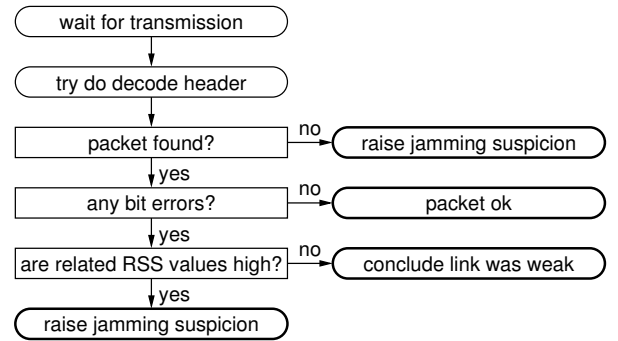 wait for transmission
try do decode header
packet found?
no
raise jamming suspicion
yes
any bit errors?
no
packet ok
yes
are related RSS values high?
no
conclude link was weak
yes
raise jamming suspicion